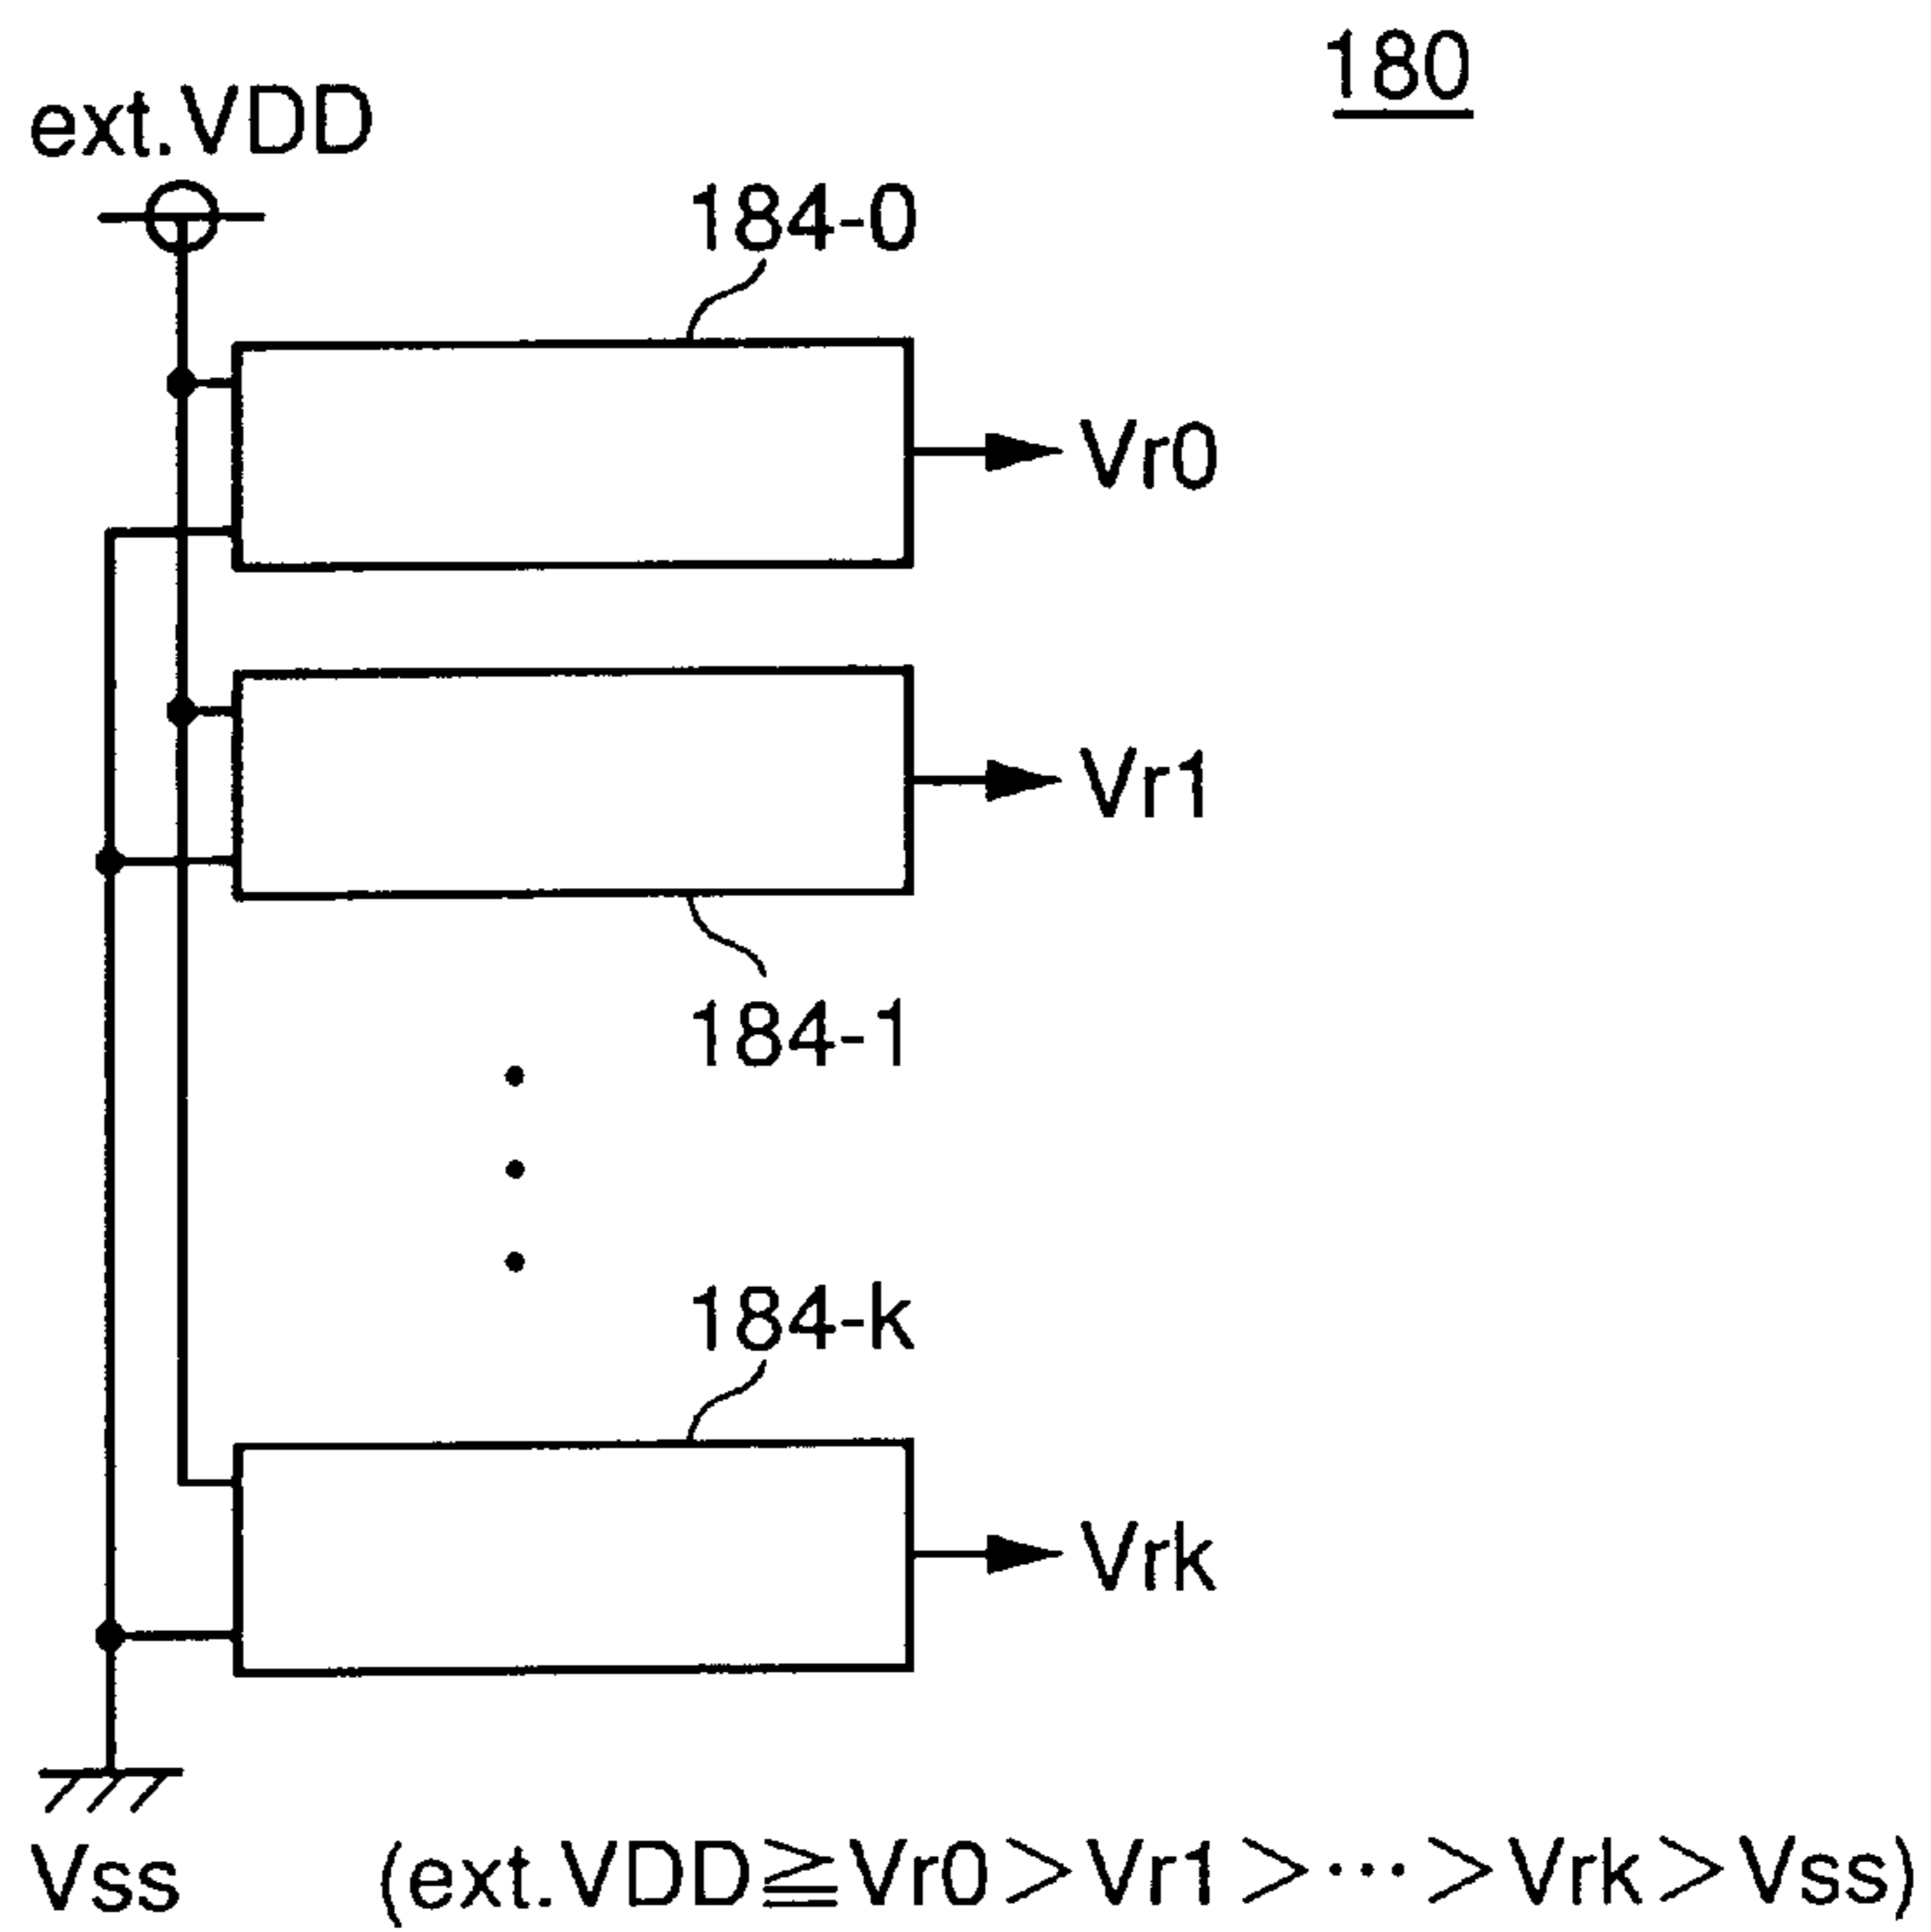 180
ext.VDD
184-0
Vr0
Vr1
184-1
184-k
Vrk
Vss
(ext.VDD≧Vr0>Vr1>···>Vrk>Vss)